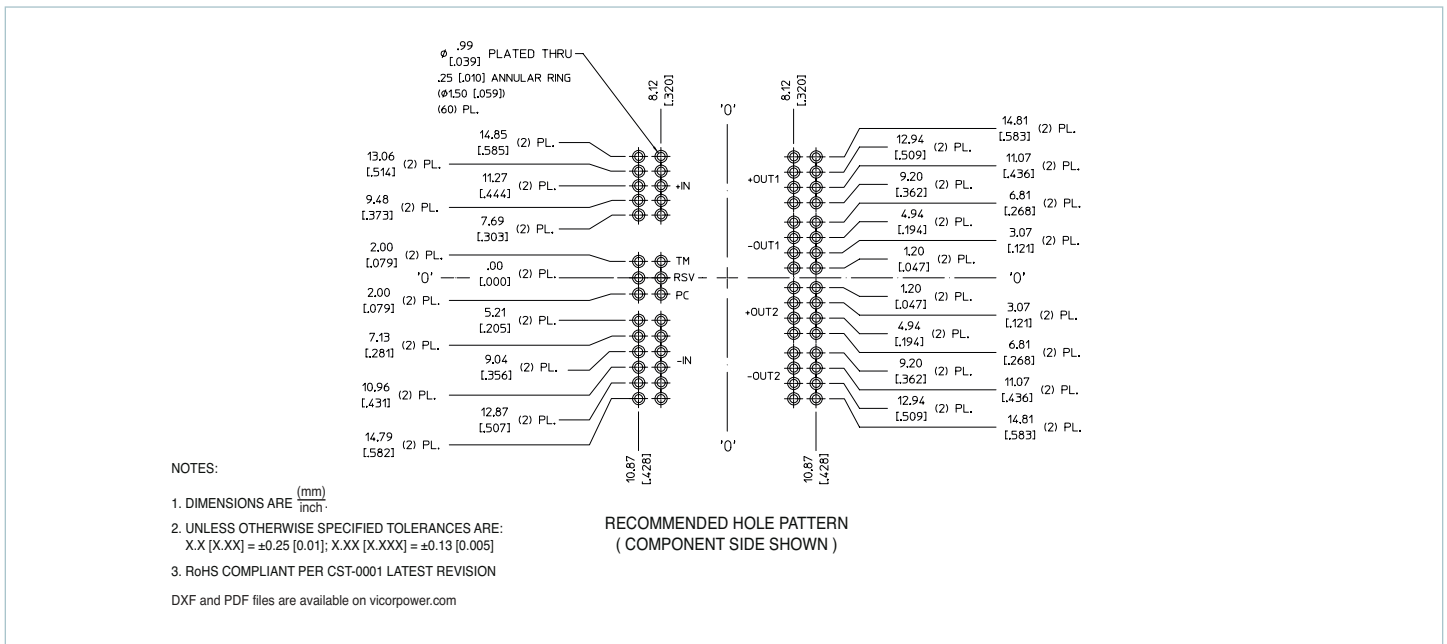 ø .99 [.039] PLATED THRU
.25 [.010] ANNULAR RING
(ø1.50 [.059])
(60) PL.
8.12 [.320]
8.12 [.320]
'0'
14.85 [.585] (2) PL.
13.06 [.514] (2) PL.
11.27 [.444] (2) PL.
9.48 [.373] (2) PL.
7.69 [.303] (2) PL.
2.00 [.079] (2) PL.
'0'
.00 [.000] (2) PL.
2.00 [.079] (2) PL.
5.21 [.205] (2) PL.
7.13 [.281] (2) PL.
9.04 [.356] (2) PL.
10.96 [.431] (2) PL.
12.87 [.507] (2) PL.
14.79 [.582] (2) PL.
+IN
TM
RSV
PC
-IN
+OUT1
-OUT1
+OUT2
-OUT2
14.81 [.583] (2) PL.
12.94 [.509] (2) PL.
11.07 [.436] (2) PL.
9.20 [.362] (2) PL.
6.81 [.268] (2) PL.
4.94 [.194] (2) PL.
3.07 [.121] (2) PL.
1.20 [.047] (2) PL.
'0'
1.20 [.047] (2) PL.
3.07 [.121] (2) PL.
4.94 [.194] (2) PL.
6.81 [.268] (2) PL.
9.20 [.362] (2) PL.
11.07 [.436] (2) PL.
12.94 [.509] (2) PL.
14.81 [.583] (2) PL.
'0'
10.87 [.428]
10.87 [.428]
RECOMMENDED HOLE PATTERN
( COMPONENT SIDE SHOWN )
NOTES:
1. DIMENSIONS ARE (mm)/inch.
2. UNLESS OTHERWISE SPECIFIED TOLERANCES ARE:
X.X [X.XX] = ±0.25 [0.01]; X.XX [X.XXX] = ±0.13 [0.005]
3. RoHS COMPLIANT PER CST-0001 LATEST REVISION
DXF and PDF files are available on vicorpower.com